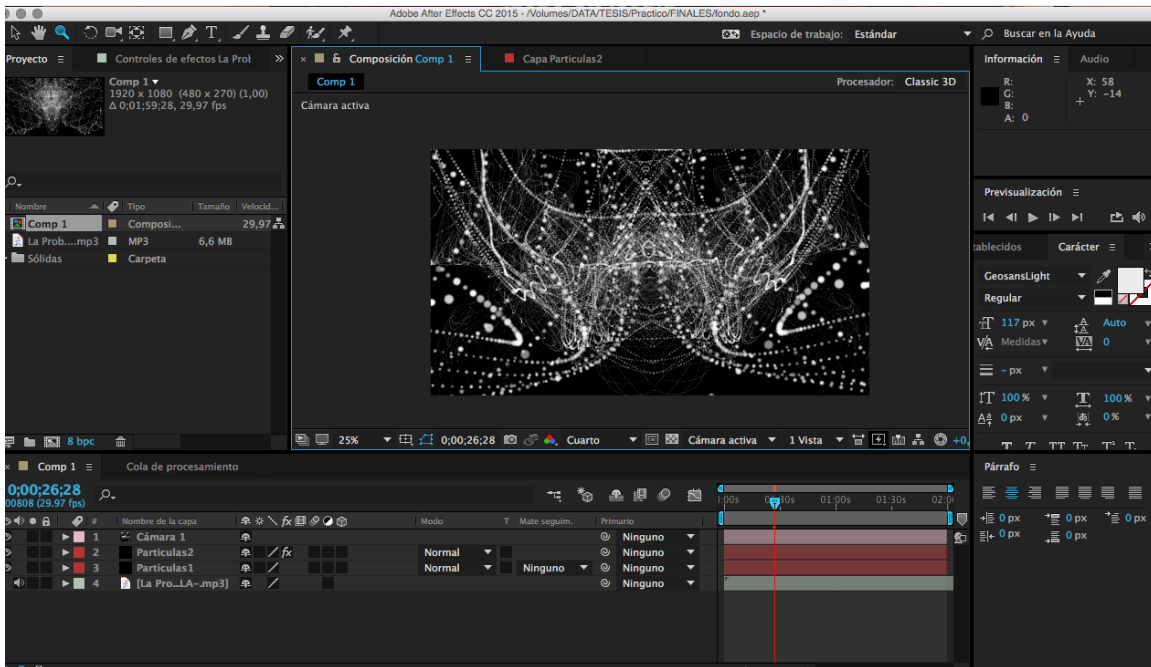 Adobe After Effects CC 2015 - /Volumes/DATA/TESIS/Practico/FINALES/fondo.aep *
Espacio de trabajo: Estándar
Buscar en la Ayuda
Proyecto
Controles de efectos La Prol
Composición Comp 1
Capa Particulas2
Información
Audio
Comp 1
1920 x 1080 (480 x 270) (1,00)
Δ 0;01;59;28, 29,97 fps
Comp 1
Procesador: Classic 3D
Cámara activa
R:
G:
B:
A: 0
X: 58
Y: -14
Previsualización
Nombre Tipo Tamaño Velocid...
Comp 1 Composi... 29,97
La Prob....mp3 MP3 6,6 MB
Sólidas Carpeta
tablecidos Carácter
GeosansLight
Regular
117 px Auto
Medidas 0
- px
100 % 100 %
0 px 0 %
T T TT Tt T¹ T,
8 bpc
25% 0;00;26;28 Cuarto Cámara activa 1 Vista +0,
Comp 1
Cola de procesamiento
Párrafo
0;00;26;28
00808 (29.97 fps)
):00s 00:30s 01:00s 01:30s 02:0
# Nombre de la capa Modo T Mate seguim. Primario
1 Cámara 1 Ninguno
2 Particulas2 Normal Ninguno
3 Particulas1 Normal Ninguno Ninguno
4 [La Pro...LA-.mp3] Ninguno
0 px 0 px 0 px
0 px 0 px